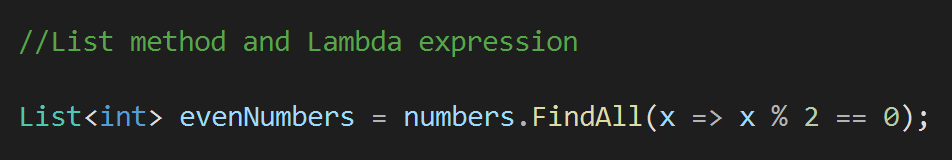 //List method and Lambda expression
List<int> evenNumbers = numbers.FindAll(x => x % 2 == 0);